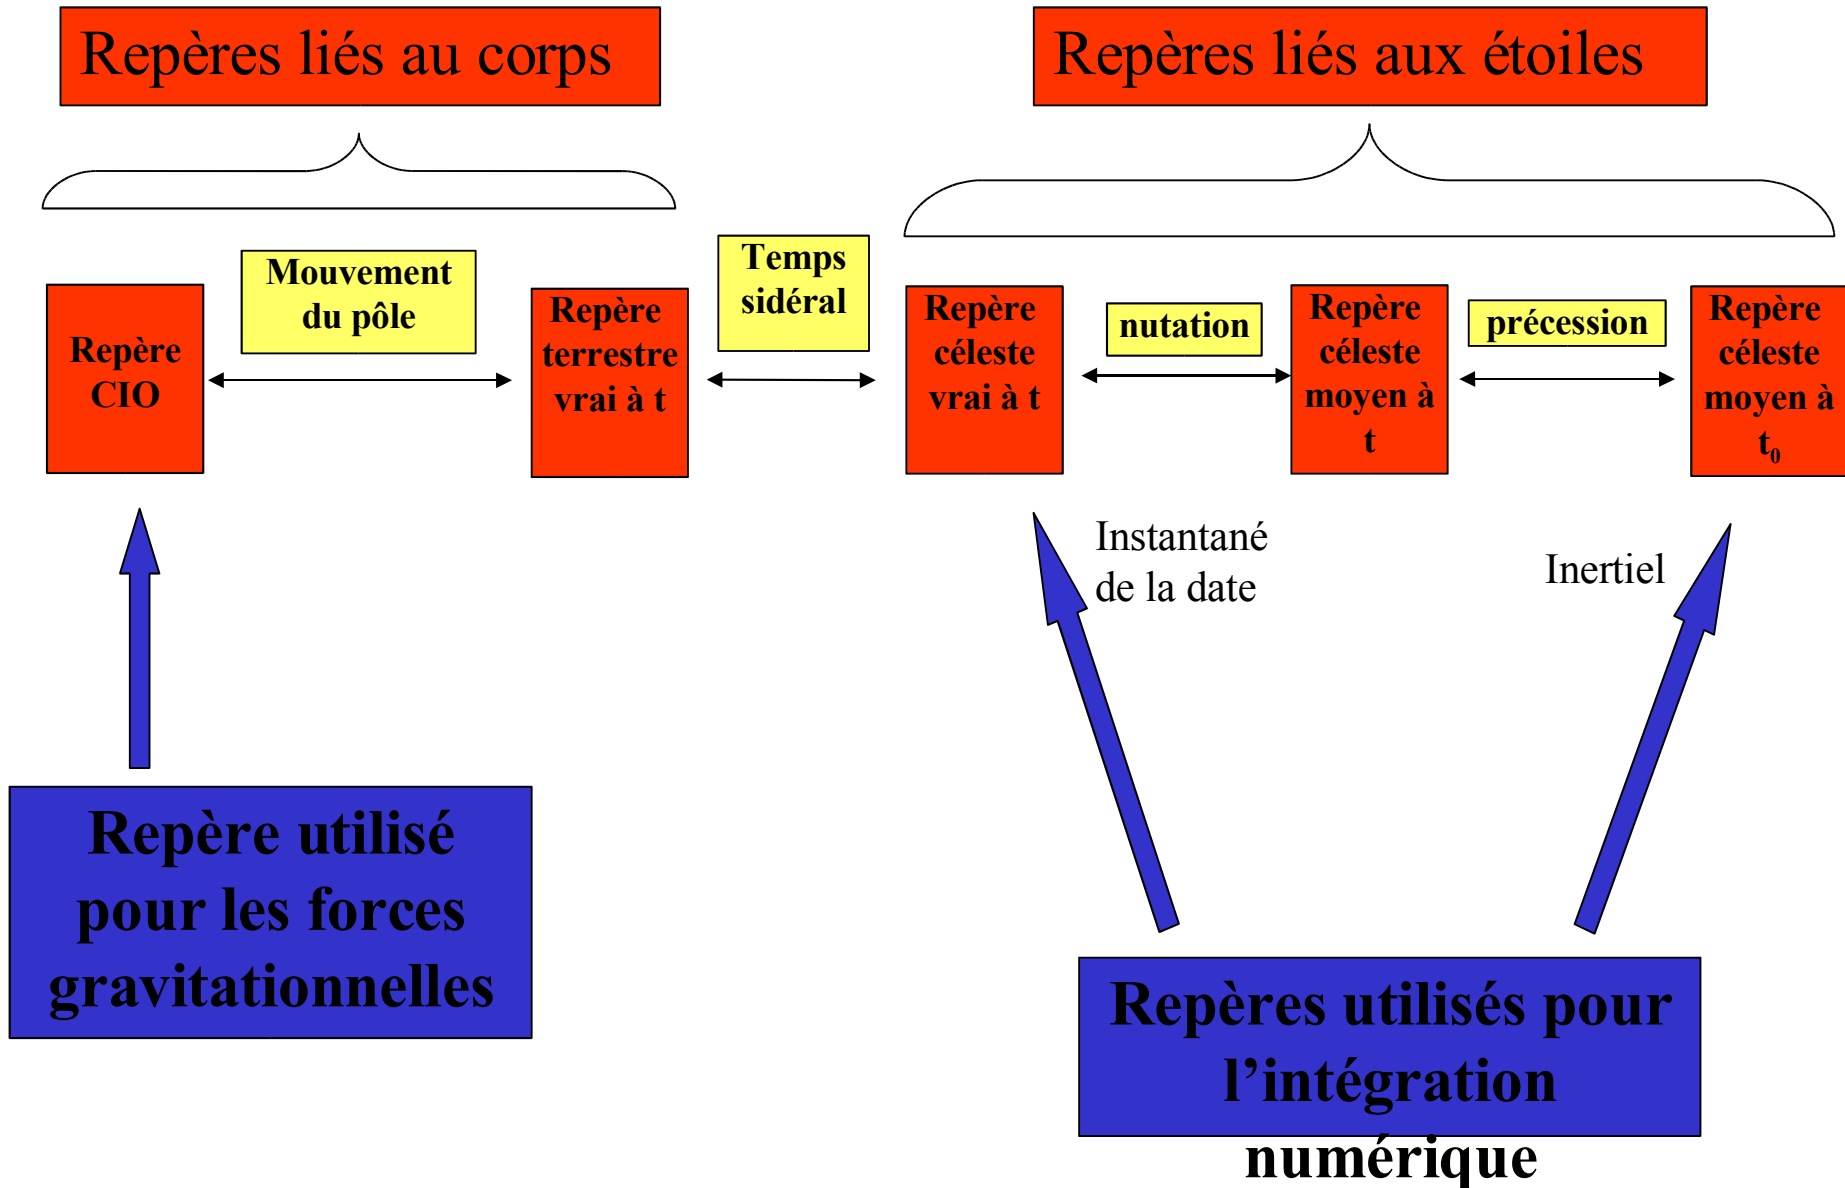 Repères liés au corps
Repères liés aux étoiles
Mouvement
du pôle
Temps
sidéral
Repère
CIO
Repère
terrestre
vrai à t
Repère
céleste
vrai à t
nutation
Repère
céleste
moyen à
t
précession
Repère
céleste
moyen à
t₀
Instantané
de la date
Inertiel
Repère utilisé
pour les forces
gravitationnelles
Repères utilisés pour
l’intégration
numérique